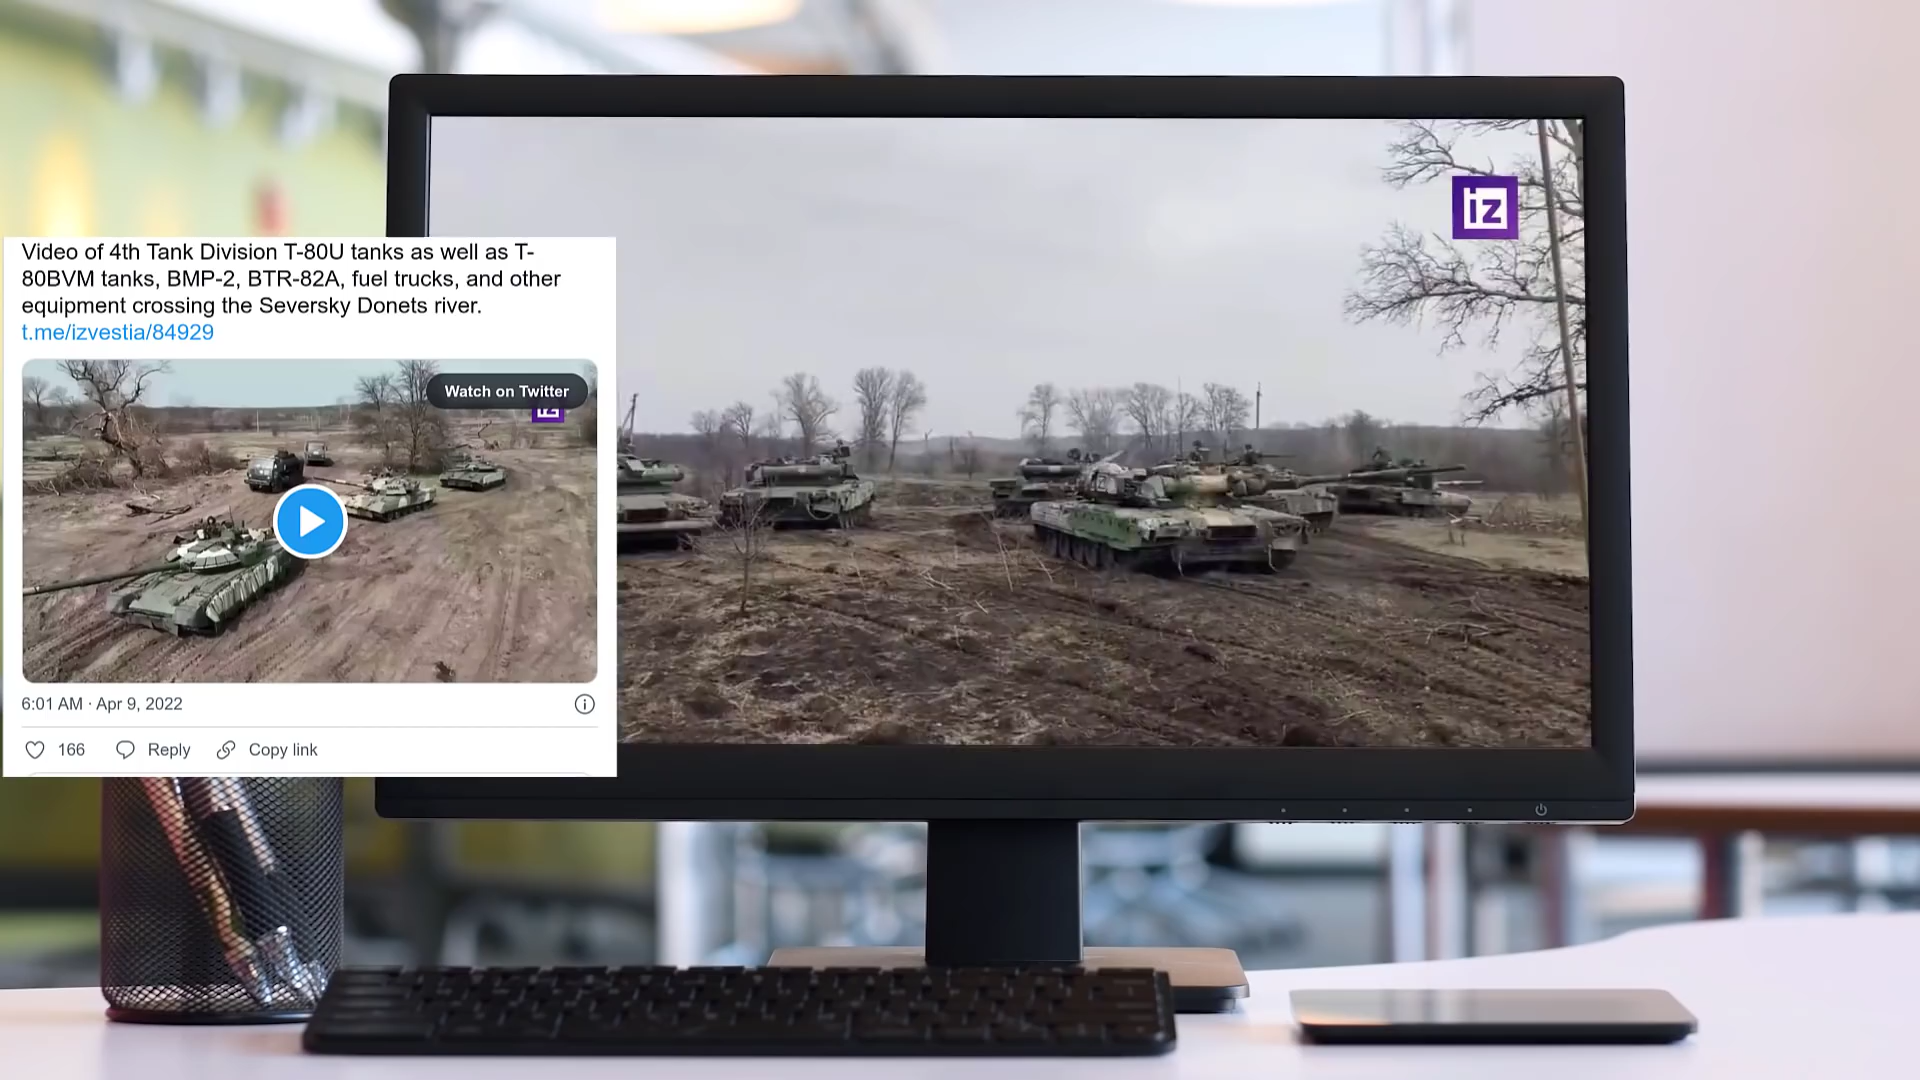 Video of 4th Tank Division T-80U tanks as well as T-
80BVM tanks, BMP-2, BTR-82A, fuel trucks, and other
equipment crossing the Seversky Donets river.
t.me/izvestia/84929
Watch on Twitter
iz
6:01 AM · Apr 9, 2022
166 Reply Copy link
iz